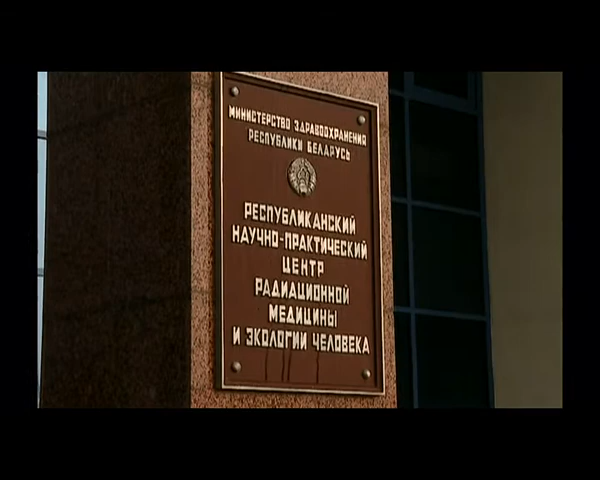 МИНИСТЕРСТВО ЗДРАВООХРАНЕНИЯ
РЕСПУБЛИКИ БЕЛАРУСЬ
РЕСПУБЛИКАНСКИЙ
НАУЧНО-ПРАКТИЧЕСКИЙ
ЦЕНТР
РАДИАЦИОННОЙ
МЕДИЦИНЫ
И ЭКОЛОГИИ ЧЕЛОВЕКА